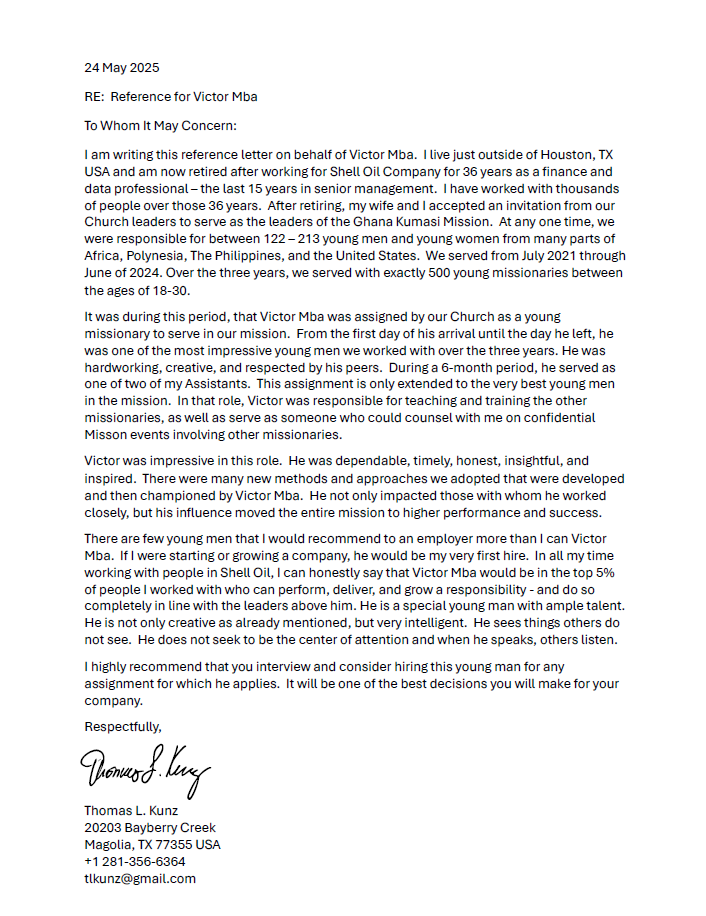 24 May 2025
RE:  Reference for Victor Mba
To Whom It May Concern:
I am writing this reference letter on behalf of Victor Mba.  I live just outside of Houston, TX
USA and am now retired after working for Shell Oil Company for 36 years as a finance and
data professional – the last 15 years in senior management.  I have worked with thousands
of people over those 36 years.  After retiring, my wife and I accepted an invitation from our
Church leaders to serve as the leaders of the Ghana Kumasi Mission.  At any one time, we
were responsible for between 122 – 213 young men and young women from many parts of
Africa, Polynesia, The Philippines, and the United States.  We served from July 2021 through
June of 2024. Over the three years, we served with exactly 500 young missionaries between
the ages of 18-30.
It was during this period, that Victor Mba was assigned by our Church as a young
missionary to serve in our mission.  From the first day of his arrival until the day he left, he
was one of the most impressive young men we worked with over the three years. He was
hardworking, creative, and respected by his peers.  During a 6-month period, he served as
one of two of my Assistants.  This assignment is only extended to the very best young men
in the mission.  In that role, Victor was responsible for teaching and training the other
missionaries, as well as serve as someone who could counsel with me on confidential
Misson events involving other missionaries.
Victor was impressive in this role.  He was dependable, timely, honest, insightful, and
inspired.  There were many new methods and approaches we adopted that were developed
and then championed by Victor Mba.  He not only impacted those with whom he worked
closely, but his influence moved the entire mission to higher performance and success.
There are few young men that I would recommend to an employer more than I can Victor
Mba.  If I were starting or growing a company, he would be my very first hire.  In all my time
working with people in Shell Oil, I can honestly say that Victor Mba would be in the top 5%
of people I worked with who can perform, deliver, and grow a responsibility - and do so
completely in line with the leaders above him. He is a special young man with ample talent.
He is not only creative as already mentioned, but very intelligent.  He sees things others do
not see.  He does not seek to be the center of attention and when he speaks, others listen.
I highly recommend that you interview and consider hiring this young man for any
assignment for which he applies.  It will be one of the best decisions you will make for your
company.
Respectfully,
Thomas L. Kunz
Thomas L. Kunz
20203 Bayberry Creek
Magolia, TX 77355 USA
+1 281-356-6364
tlkunz@gmail.com